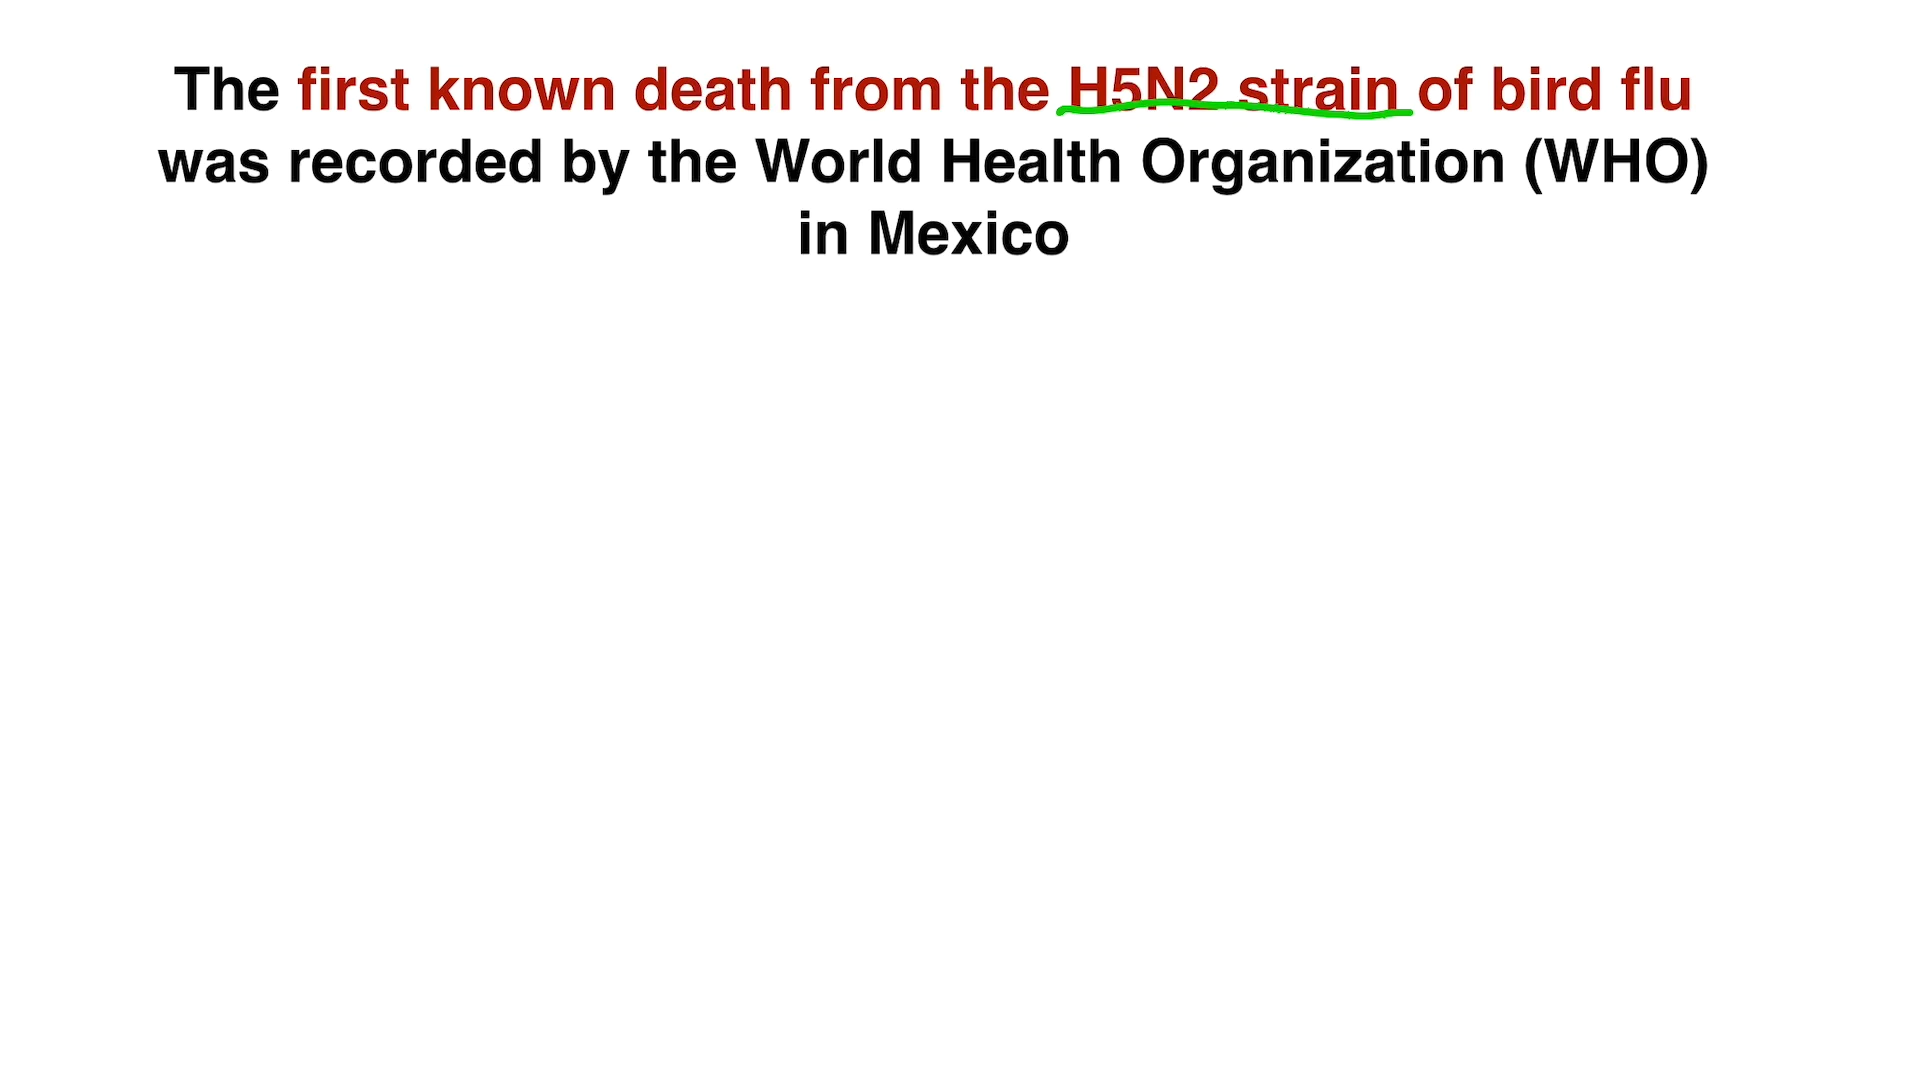 The first known death from the H5N2 strain of bird flu
was recorded by the World Health Organization (WHO)
in Mexico